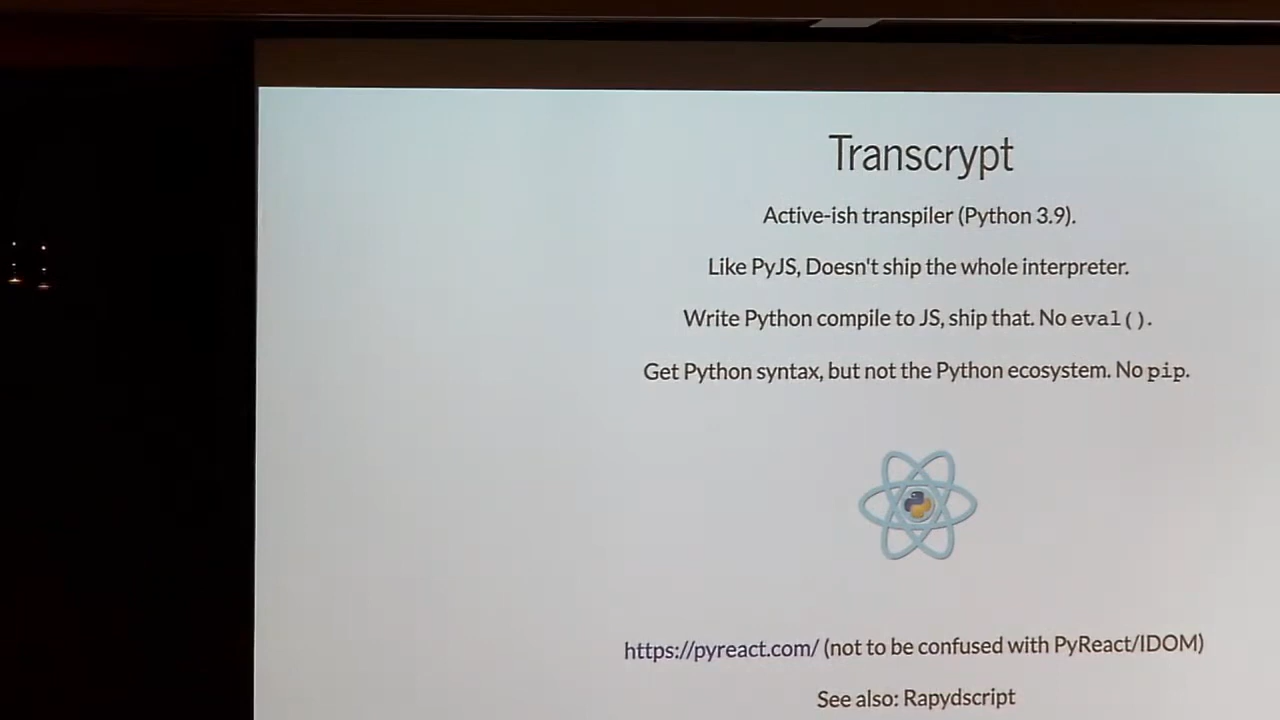 Transcrypt
Active-ish transpiler (Python 3.9).
Like PyJS, Doesn't ship the whole interpreter.
Write Python compile to JS, ship that. No eval().
Get Python syntax, but not the Python ecosystem. No pip.
https://pyreact.com/ (not to be confused with PyReact/IDOM)
See also: Rapydscript